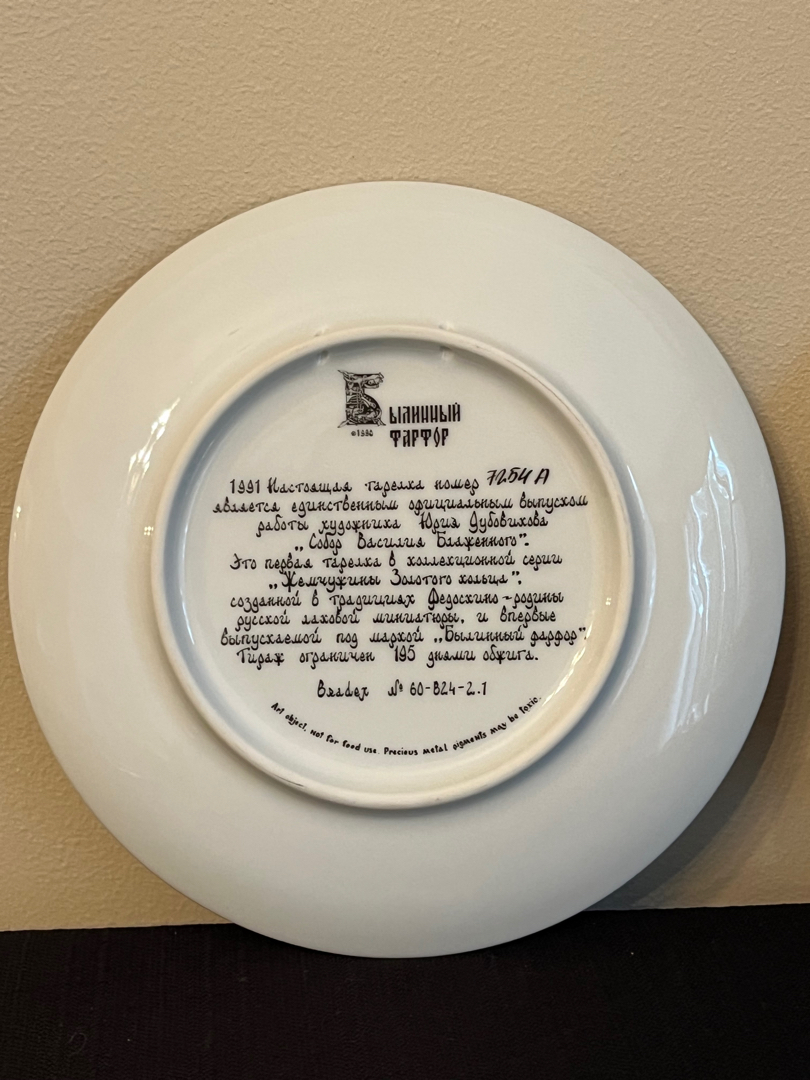 Былинный
фарфор
©1990
1991 Настоящая тарелка номер 7254 A
является единственным официальным выпуском
работы художника Юрия Дубовикова
„Собор Василия Блаженного”.
Это первая тарелка в коллекционной серии
„Жемчужины Золотого кольца”,
созданной в традициях Федоскино-родины
русской лаковой миниатюры, и впервые
выпускаемой под маркой „Былинный фарфор”.
Тираж ограничен 195 днями обжига.
Bradex № 60-B24-2.1
Art object, not for food use. Precious metal pigments may be toxic.